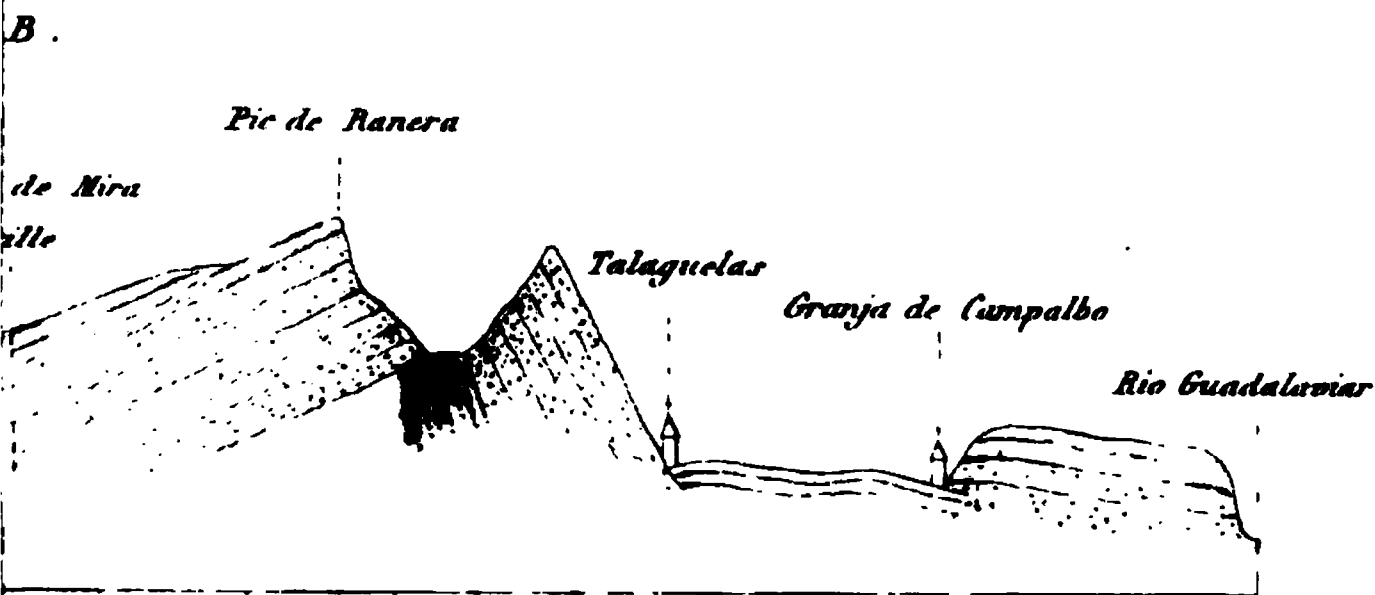 B.
Pic de Ranera
de Mira
ille
Talaguelas
Granja de Campalbo
Rio Guadalaviar